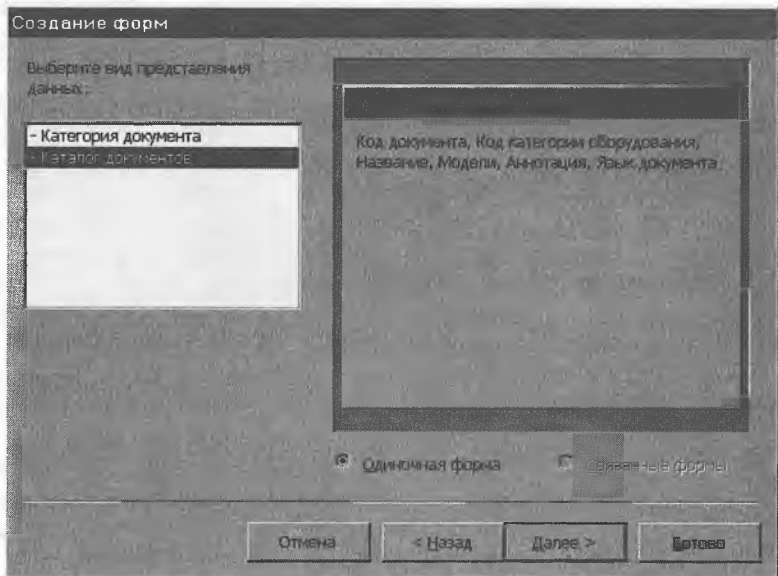 Создание форм
Выберите вид представления
данных:
- Категория документа
- Каталог документов
Код документа, Код категории оборудования,
Название, Модели, Аннотация, Язык документа
Одиночная форма
Связанные формы
Отмена
< Назад
Далее >
Готово